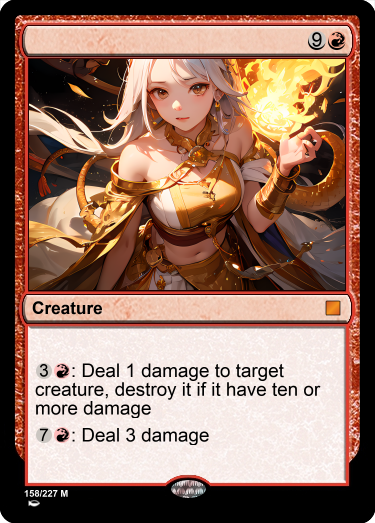 9
Creature
3 : Deal 1 damage to target
creature, destroy it if it have ten or
more damage
7 : Deal 3 damage
158/227 M